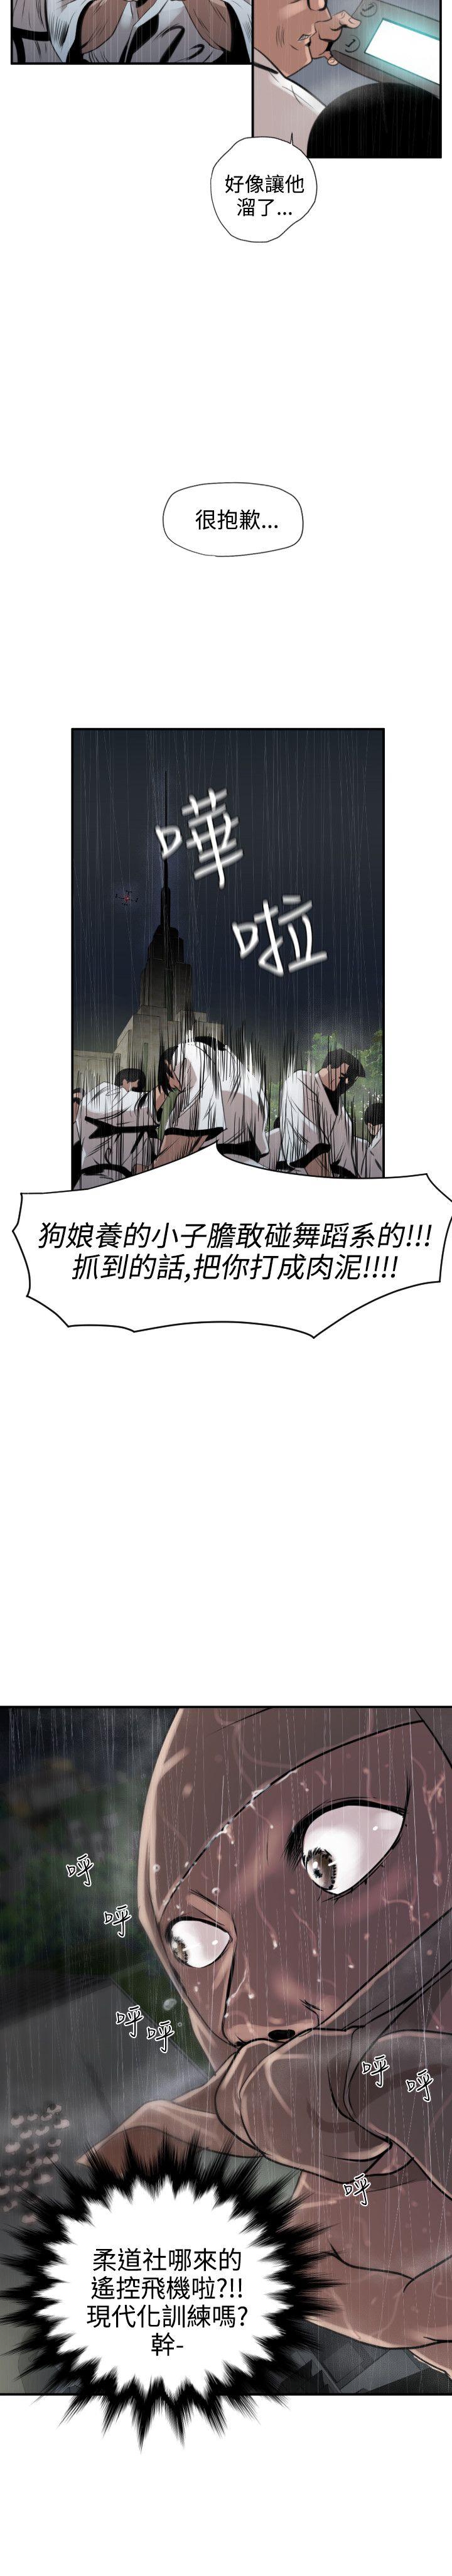 好像讓他
溜了...
很抱歉...
嘩
啦
狗娘養的小子膽敢碰舞蹈系的!!!
抓到的話,把你打成肉泥!!!!
呼
呼
呼
呼
呼
呼
呼
柔道社哪來的
遙控飛機啦?!!
現代化訓練嗎?
幹-